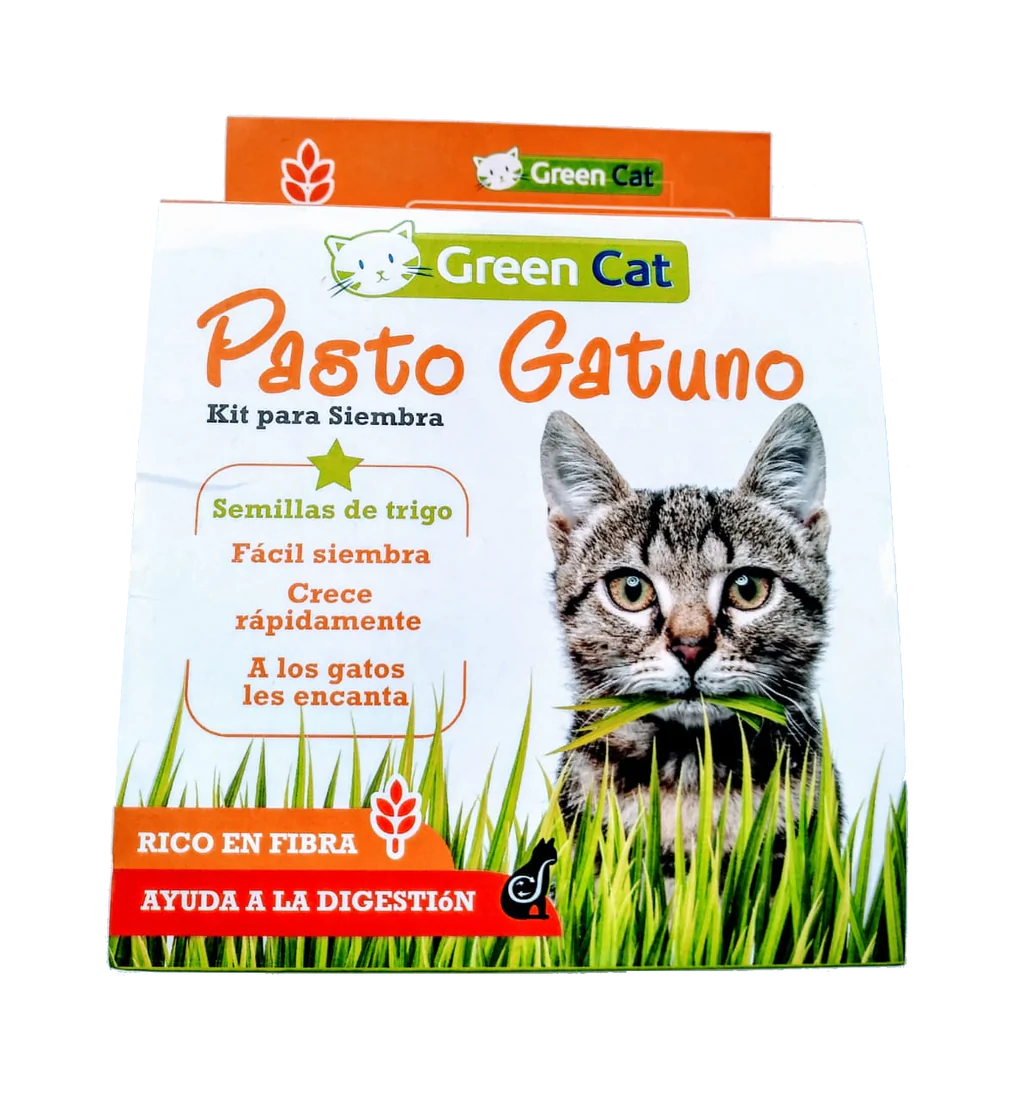 Green Cat
Green Cat
Pasto Gatuno
Kit para Siembra
Semillas de trigo
Fácil siembra
Crece
rápidamente
A los gatos
les encanta
RICO EN FIBRA
AYUDA A LA DIGESTIóN